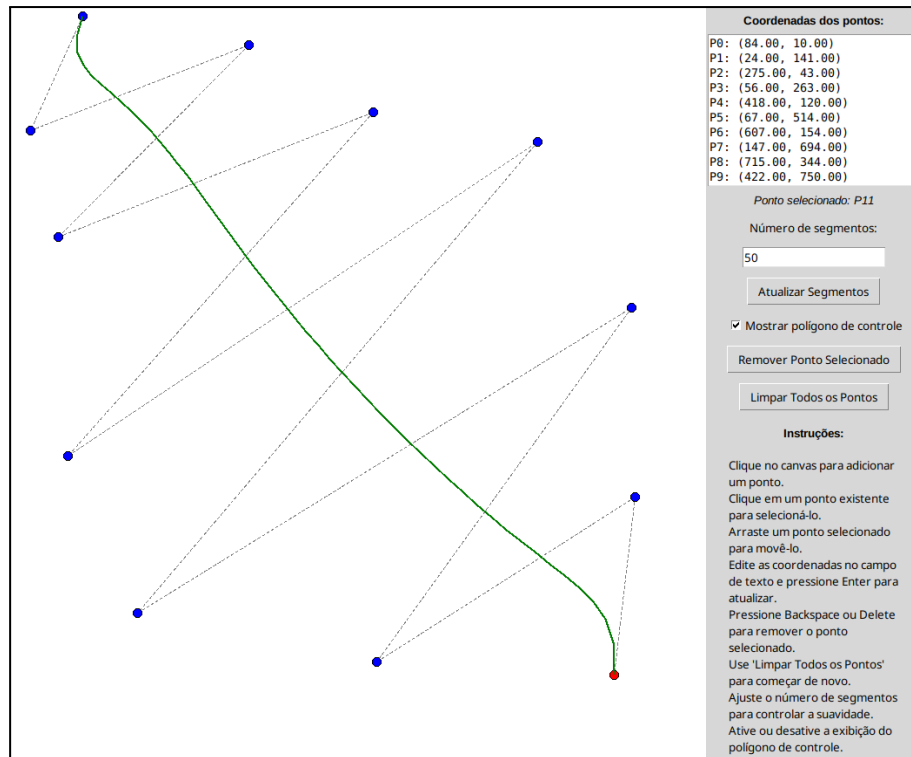 Coordenadas dos pontos:
P0: (84.00, 10.00)
P1: (24.00, 141.00)
P2: (275.00, 43.00)
P3: (56.00, 263.00)
P4: (418.00, 120.00)
P5: (67.00, 514.00)
P6: (607.00, 154.00)
P7: (147.00, 694.00)
P8: (715.00, 344.00)
P9: (422.00, 750.00)
Ponto selecionado: P11
Número de segmentos:
50
Atualizar Segmentos
Mostrar polígono de controle
Remover Ponto Selecionado
Limpar Todos os Pontos
Instruções:
Clique no canvas para adicionar
um ponto.
Clique em um ponto existente
para selecioná-lo.
Arraste um ponto selecionado
para movê-lo.
Edite as coordenadas no campo
de texto e pressione Enter para
atualizar.
Pressione Backspace ou Delete
para remover o ponto
selecionado.
Use 'Limpar Todos os Pontos'
para começar de novo.
Ajuste o número de segmentos
para controlar a suavidade.
Ative ou desative a exibição do
polígono de controle.